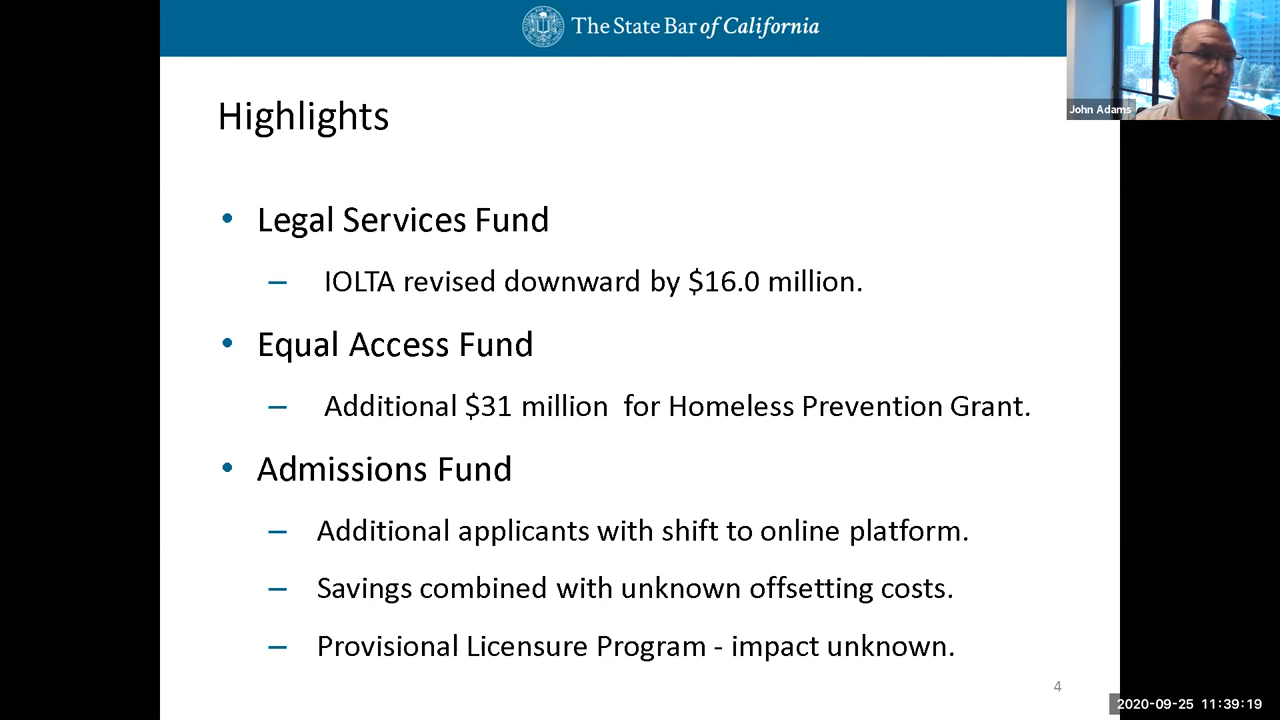 The State Bar of California
John Adams
Highlights
• Legal Services Fund
– IOLTA revised downward by $16.0 million.
• Equal Access Fund
– Additional $31 million for Homeless Prevention Grant.
• Admissions Fund
– Additional applicants with shift to online platform.
– Savings combined with unknown offsetting costs.
– Provisional Licensure Program - impact unknown.
4
2020-09-25 11:39:19